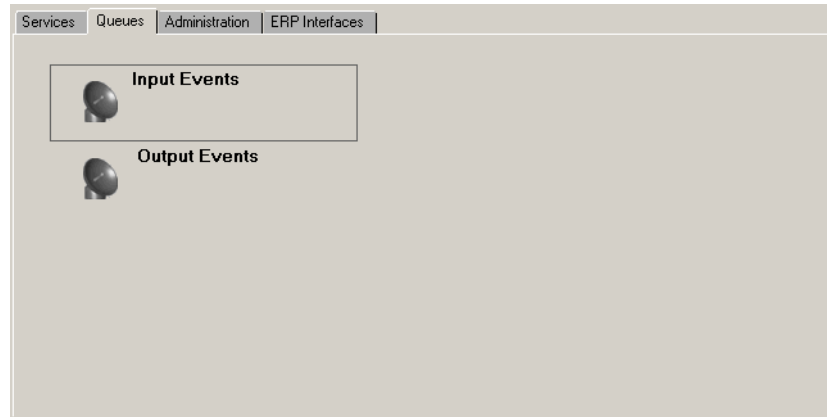 Services Queues Administration ERP Interfaces
Input Events
Output Events